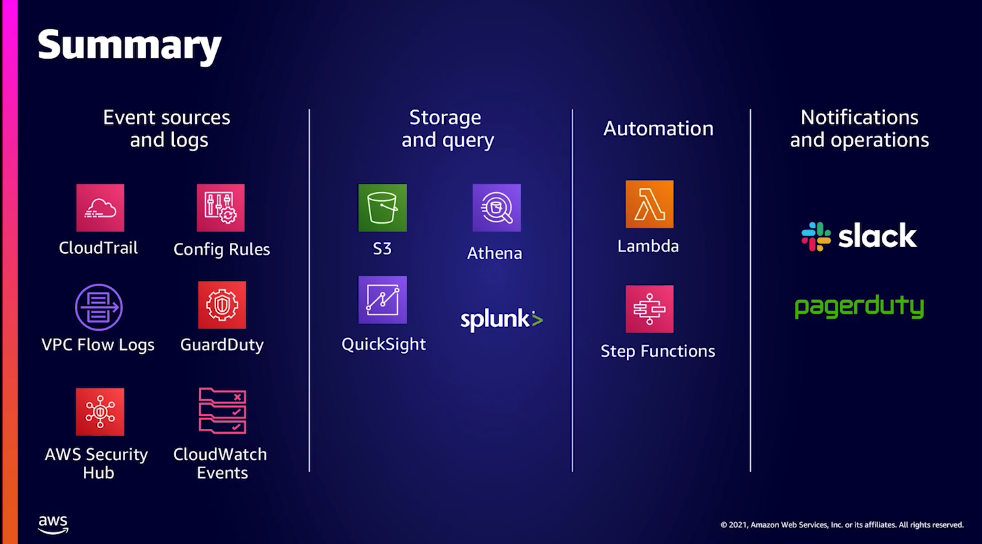 Summary
Event sources
and logs
CloudTrail
Config Rules
VPC Flow Logs
GuardDuty
AWS Security
Hub
CloudWatch
Events
Storage
and query
S3
Athena
QuickSight
splunk>
Automation
Lambda
Step Functions
Notifications
and operations
slack
pagerduty
aws
© 2021, Amazon Web Services, Inc. or its affiliates. All rights reserved.